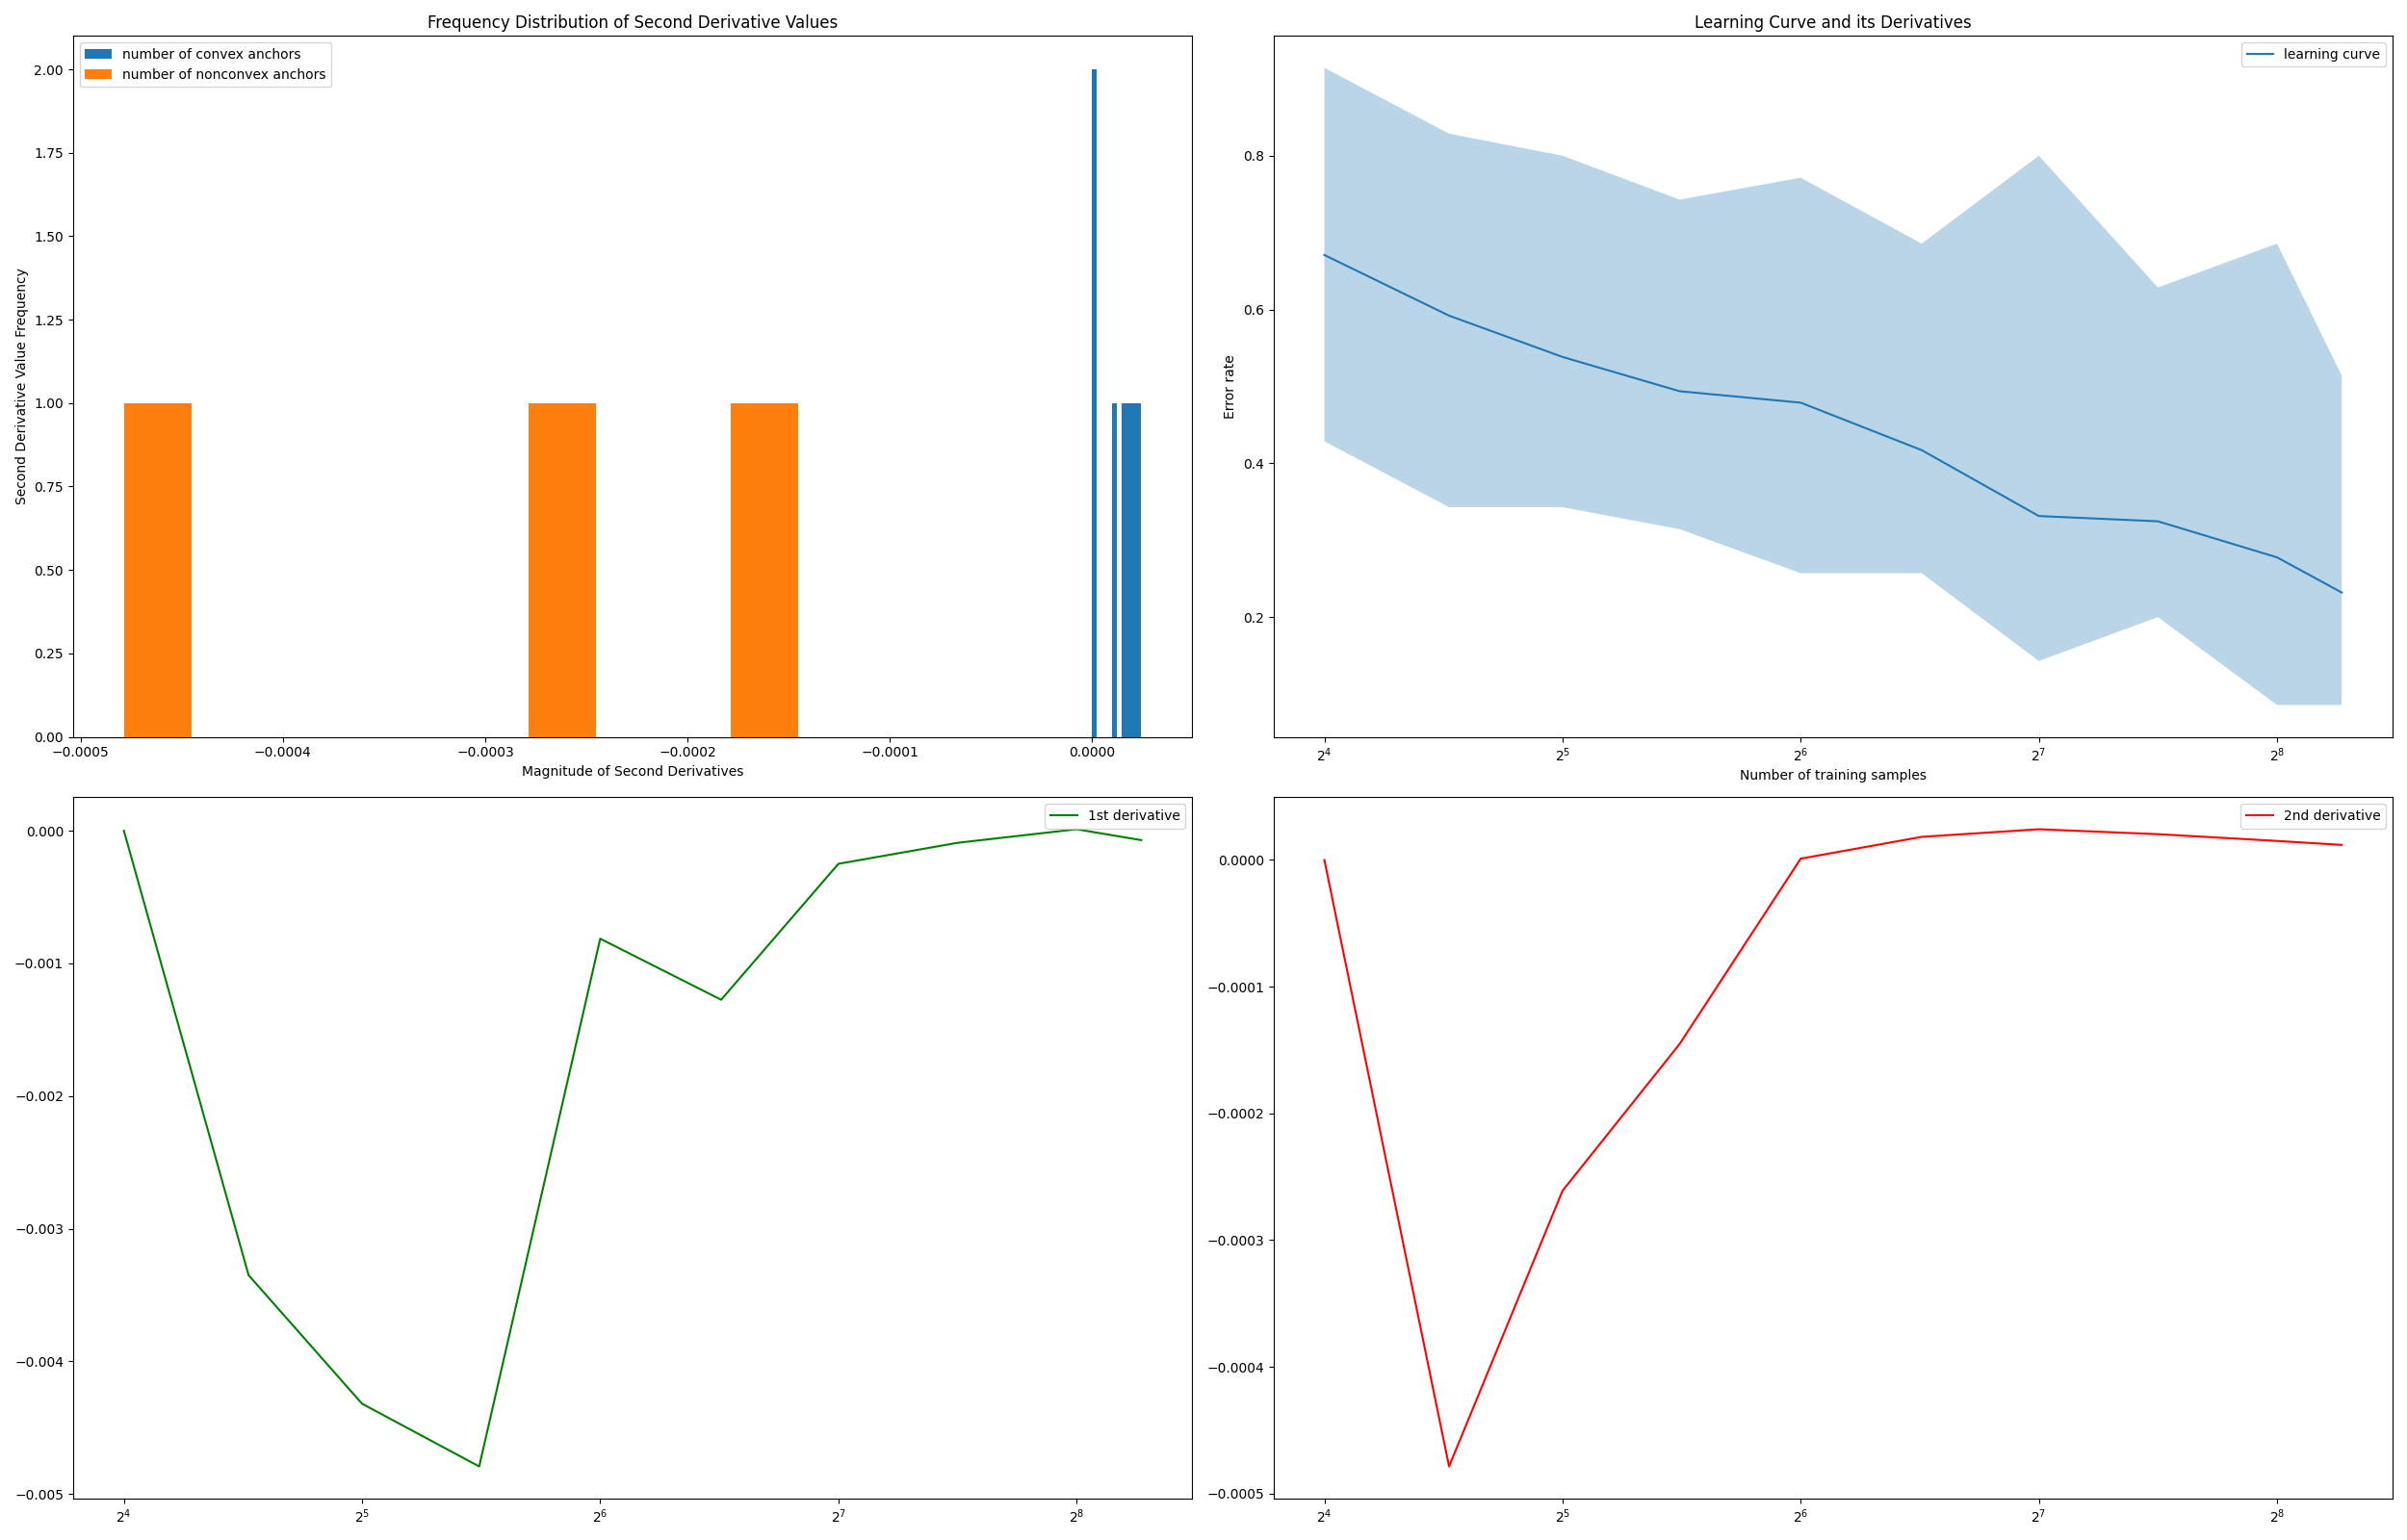 Frequency Distribution of Second Derivative Values
number of convex anchors
number of nonconvex anchors
Second Derivative Value Frequency
2.00
1.75
1.50
1.25
1.00
0.75
0.50
0.25
0.00
−0.0005 −0.0004 −0.0003 −0.0002 −0.0001 0.0000
Magnitude of Second Derivatives
Learning Curve and its Derivatives
learning curve
Error rate
0.8
0.6
0.4
0.2
2⁴ 2⁵ 2⁶ 2⁷ 2⁸
Number of training samples
1st derivative
0.000
−0.001
−0.002
−0.003
−0.004
−0.005
2⁴ 2⁵ 2⁶ 2⁷ 2⁸
2nd derivative
0.0000
−0.0001
−0.0002
−0.0003
−0.0004
−0.0005
2⁴ 2⁵ 2⁶ 2⁷ 2⁸